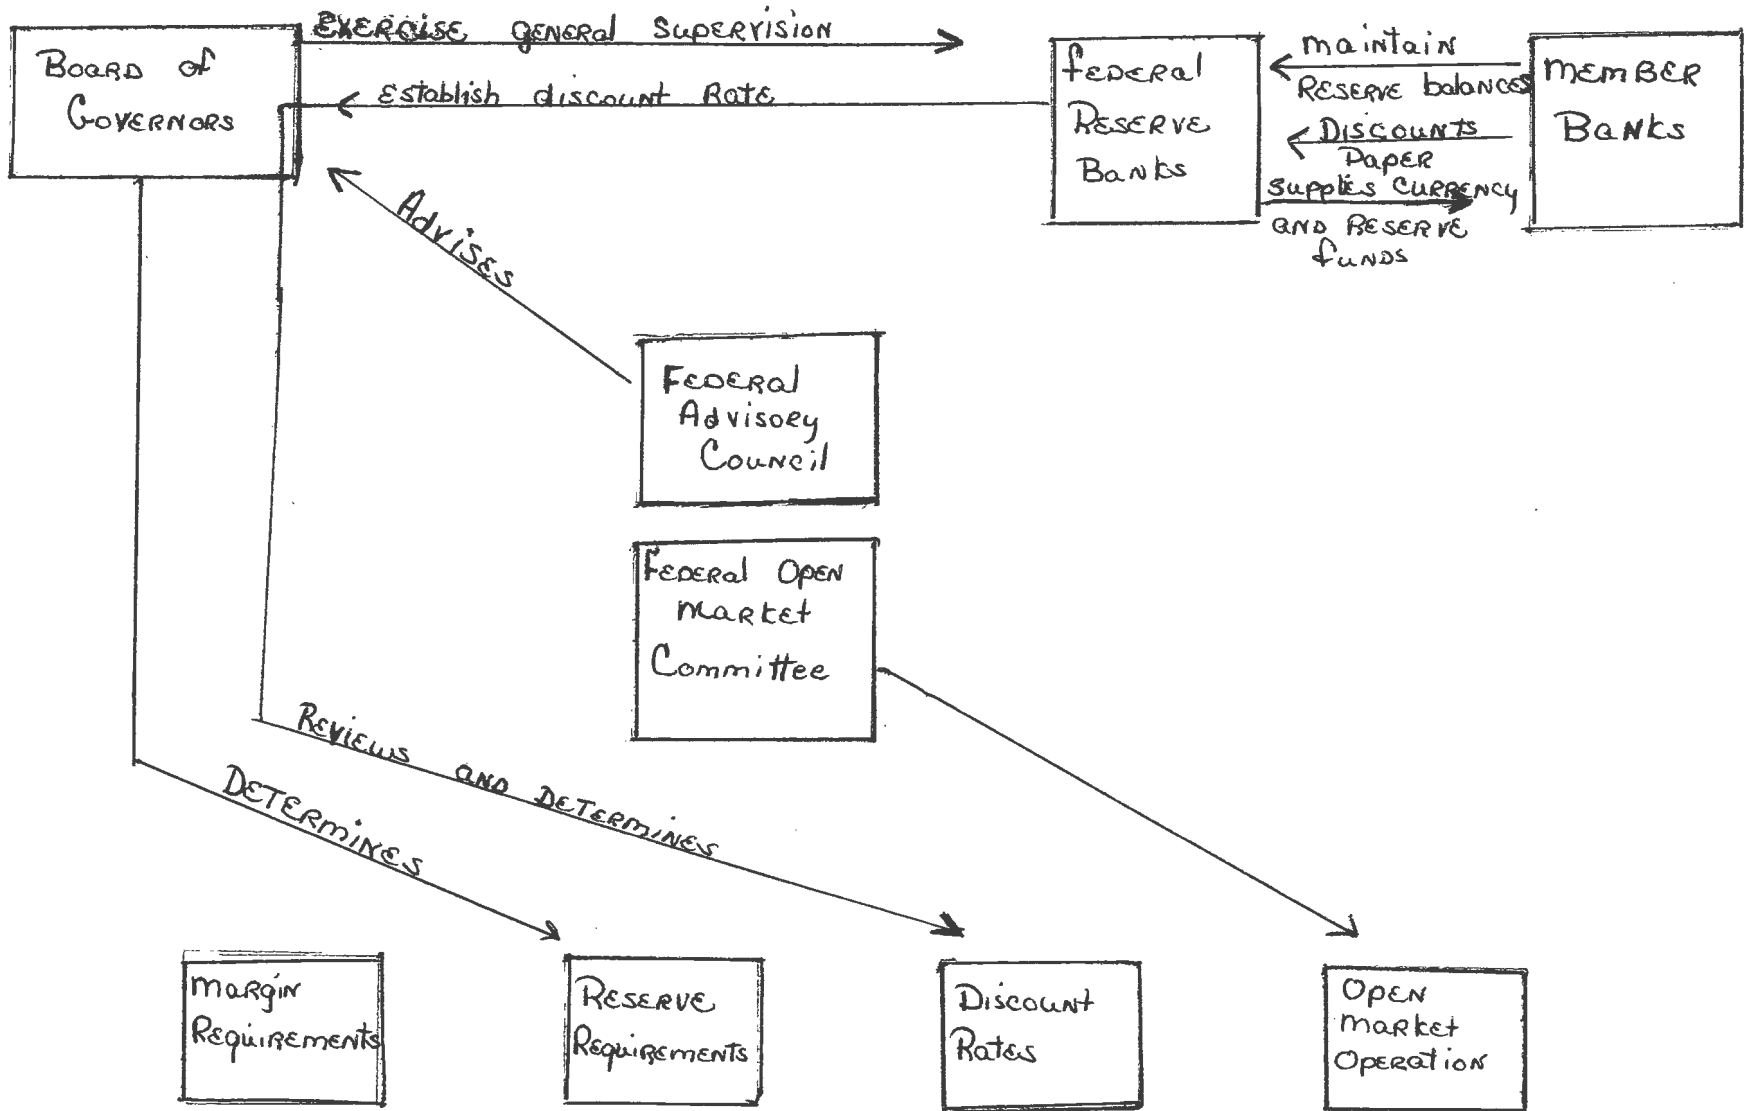 EXERCISE GENERAL SUPERVISION
BOARD of
GOVERNORS
Establish discount Rate
federal
RESERVE
Banks
maintain
RESERVE balances
Discounts
PAPER
supplies CURRENCY
AND RESERVE
fuNDS
MEMBER
BaNKs
Advises
FEDERAl
Advisory
Council
FEDERal OPEN
MaRket
Committee
REVIEWS AND DETERMINES
DETERMINES
MARgin
REquiREMENts
RESERVE
REquiREMENts
Discount
Rates
OPEN
MARket
OPERatiON